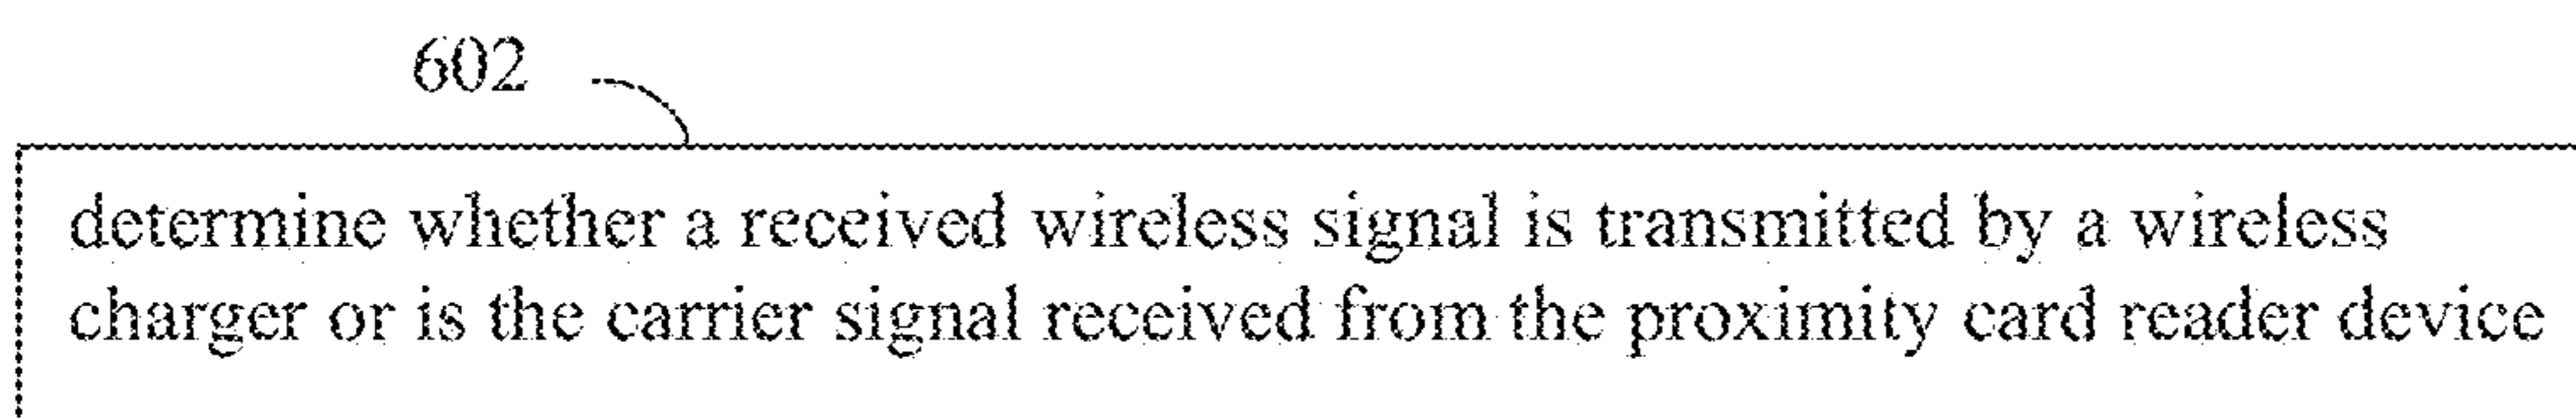 602
determine whether a received wireless signal is transmitted by a wireless
charger or is the carrier signal received from the proximity card reader device